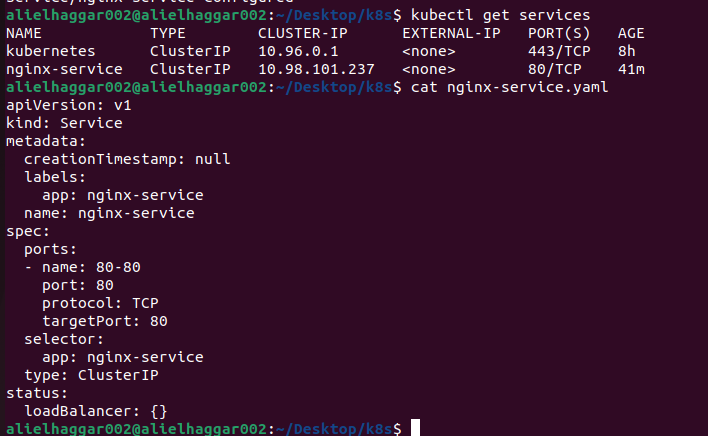 service/nginx-service configured
alielhaggar002@alielhaggar002:~/Desktop/k8s$ kubectl get services
NAME            TYPE        CLUSTER-IP      EXTERNAL-IP   PORT(S)   AGE
kubernetes      ClusterIP   10.96.0.1       <none>        443/TCP   8h
nginx-service   ClusterIP   10.98.101.237   <none>        80/TCP    41m
alielhaggar002@alielhaggar002:~/Desktop/k8s$ cat nginx-service.yaml
apiVersion: v1
kind: Service
metadata:
  creationTimestamp: null
  labels:
    app: nginx-service
  name: nginx-service
spec:
  ports:
  - name: 80-80
    port: 80
    protocol: TCP
    targetPort: 80
  selector:
    app: nginx-service
  type: ClusterIP
status:
  loadBalancer: {}
alielhaggar002@alielhaggar002:~/Desktop/k8s$